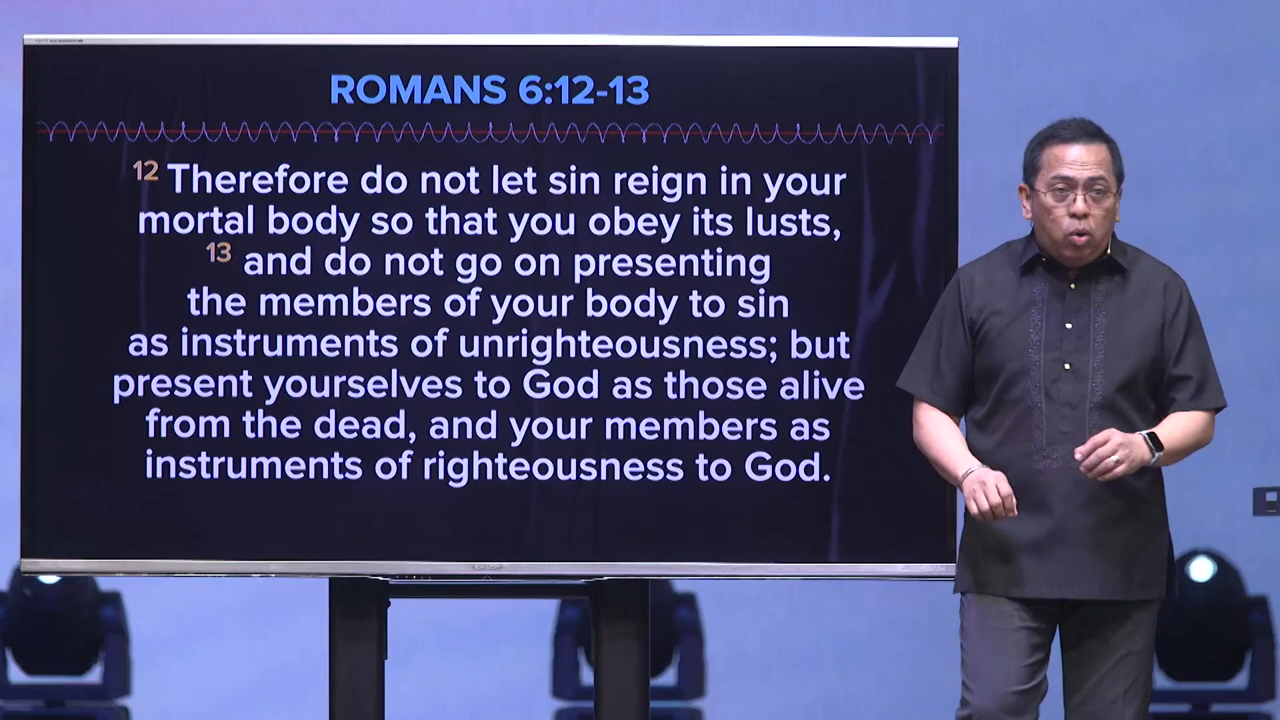 ROMANS 6:12-13
12 Therefore do not let sin reign in your
mortal body so that you obey its lusts,
13 and do not go on presenting
the members of your body to sin
as instruments of unrighteousness; but
present yourselves to God as those alive
from the dead, and your members as
instruments of righteousness to God.